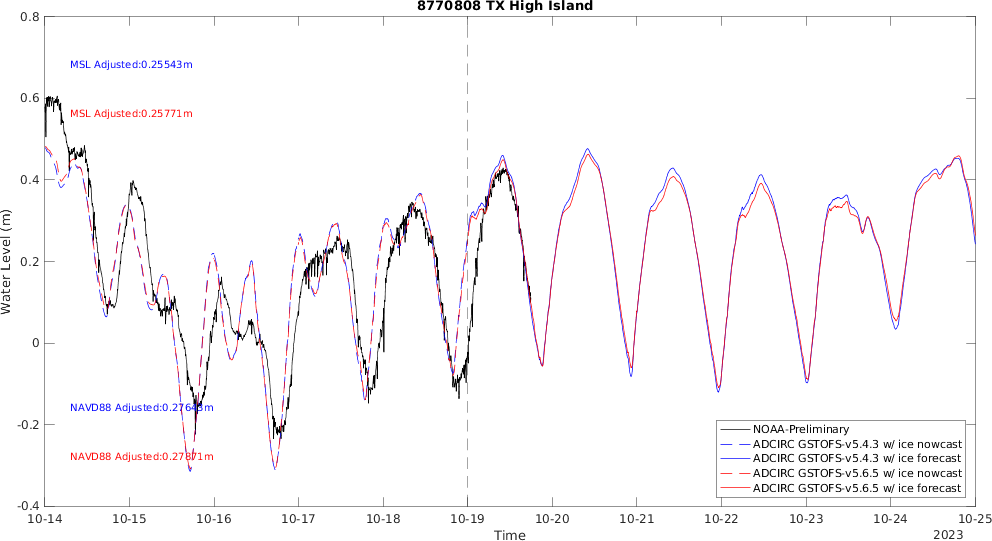 8770808 TX High Island
0.8
0.6
0.4
0.2
0
-0.2
-0.4
Water Level (m)
MSL Adjusted:0.25543m
MSL Adjusted:0.25771m
NAVD88 Adjusted:0.27643m
NAVD88 Adjusted:0.27871m
NOAA-Preliminary
ADCIRC GSTOFS-v5.4.3 w/ ice nowcast
ADCIRC GSTOFS-v5.4.3 w/ ice forecast
ADCIRC GSTOFS-v5.6.5 w/ ice nowcast
ADCIRC GSTOFS-v5.6.5 w/ ice forecast
10-14 10-15 10-16 10-17 10-18 10-19 10-20 10-21 10-22 10-23 10-24 10-25
Time
2023